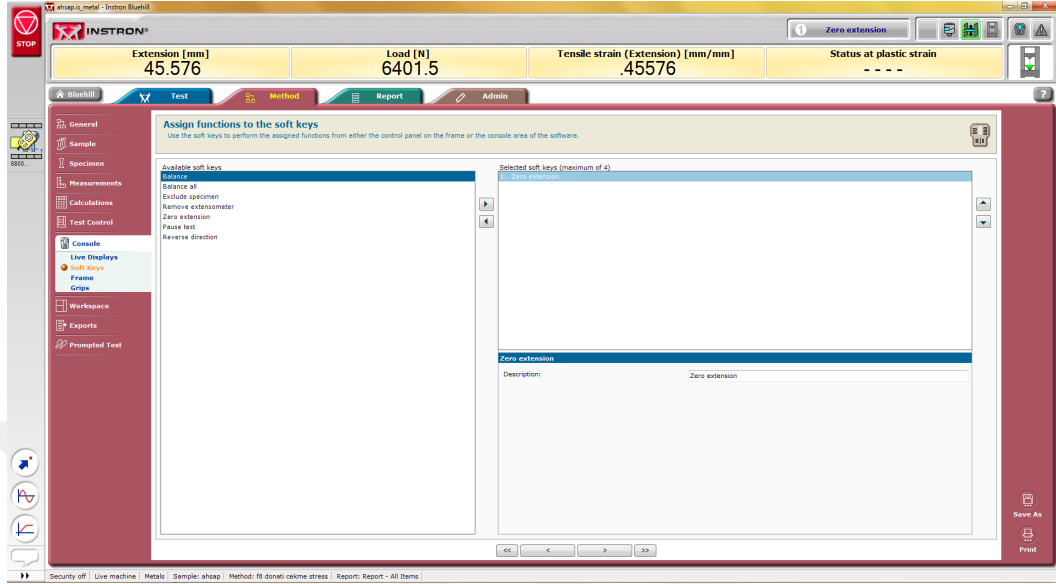 ahsap.is_metal - Instron Bluehill
STOP
INSTRON®
1 Zero extension
Extension [mm]
45.576
Load [N]
6401.5
Tensile strain (Extension) [mm/mm]
.45576
Status at plastic strain
- - - -
Bluehill
Test
Method
Report
Admin
?
8800...
1
General
Sample
Specimen
Measurements
Calculations
Test Control
Console
Live Displays
Soft Keys
Frame
Grips
Workspace
Exports
Prompted Test
Assign functions to the soft keys
Use the soft keys to perform the assigned functions from either the control panel on the frame or the console area of the software.
Available soft keys
Balance
Balance all
Exclude specimen
Remove extensometer
Zero extension
Pause test
Reverse direction
Selected soft keys (maximum of 4)
1. Zero extension
Zero extension
Description:
Zero extension
<< < > >>
Save As
Print
Security off
Live machine
Metals
Sample: ahsap
Method: f8 donati cekme stress
Report: Report - All Items